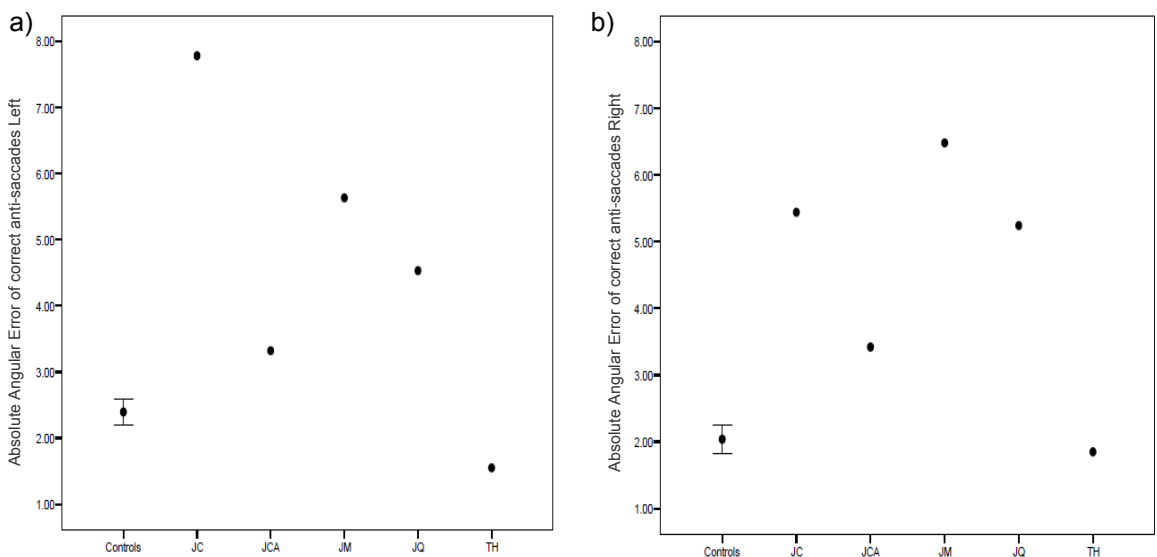 a)
Absolute Angular Error of correct anti-saccades Left
8.00
7.00
6.00
5.00
4.00
3.00
2.00
1.00
Controls JC JCA JM JQ TH
b)
Absolute Angular Error of correct anti-saccades Right
8.00
7.00
6.00
5.00
4.00
3.00
2.00
1.00
Controls JC JCA JM JQ TH